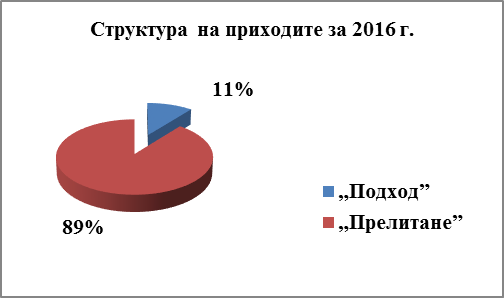 Структура на приходите за 2016 г.
11%
89%
„Подход”
„Прелитане”